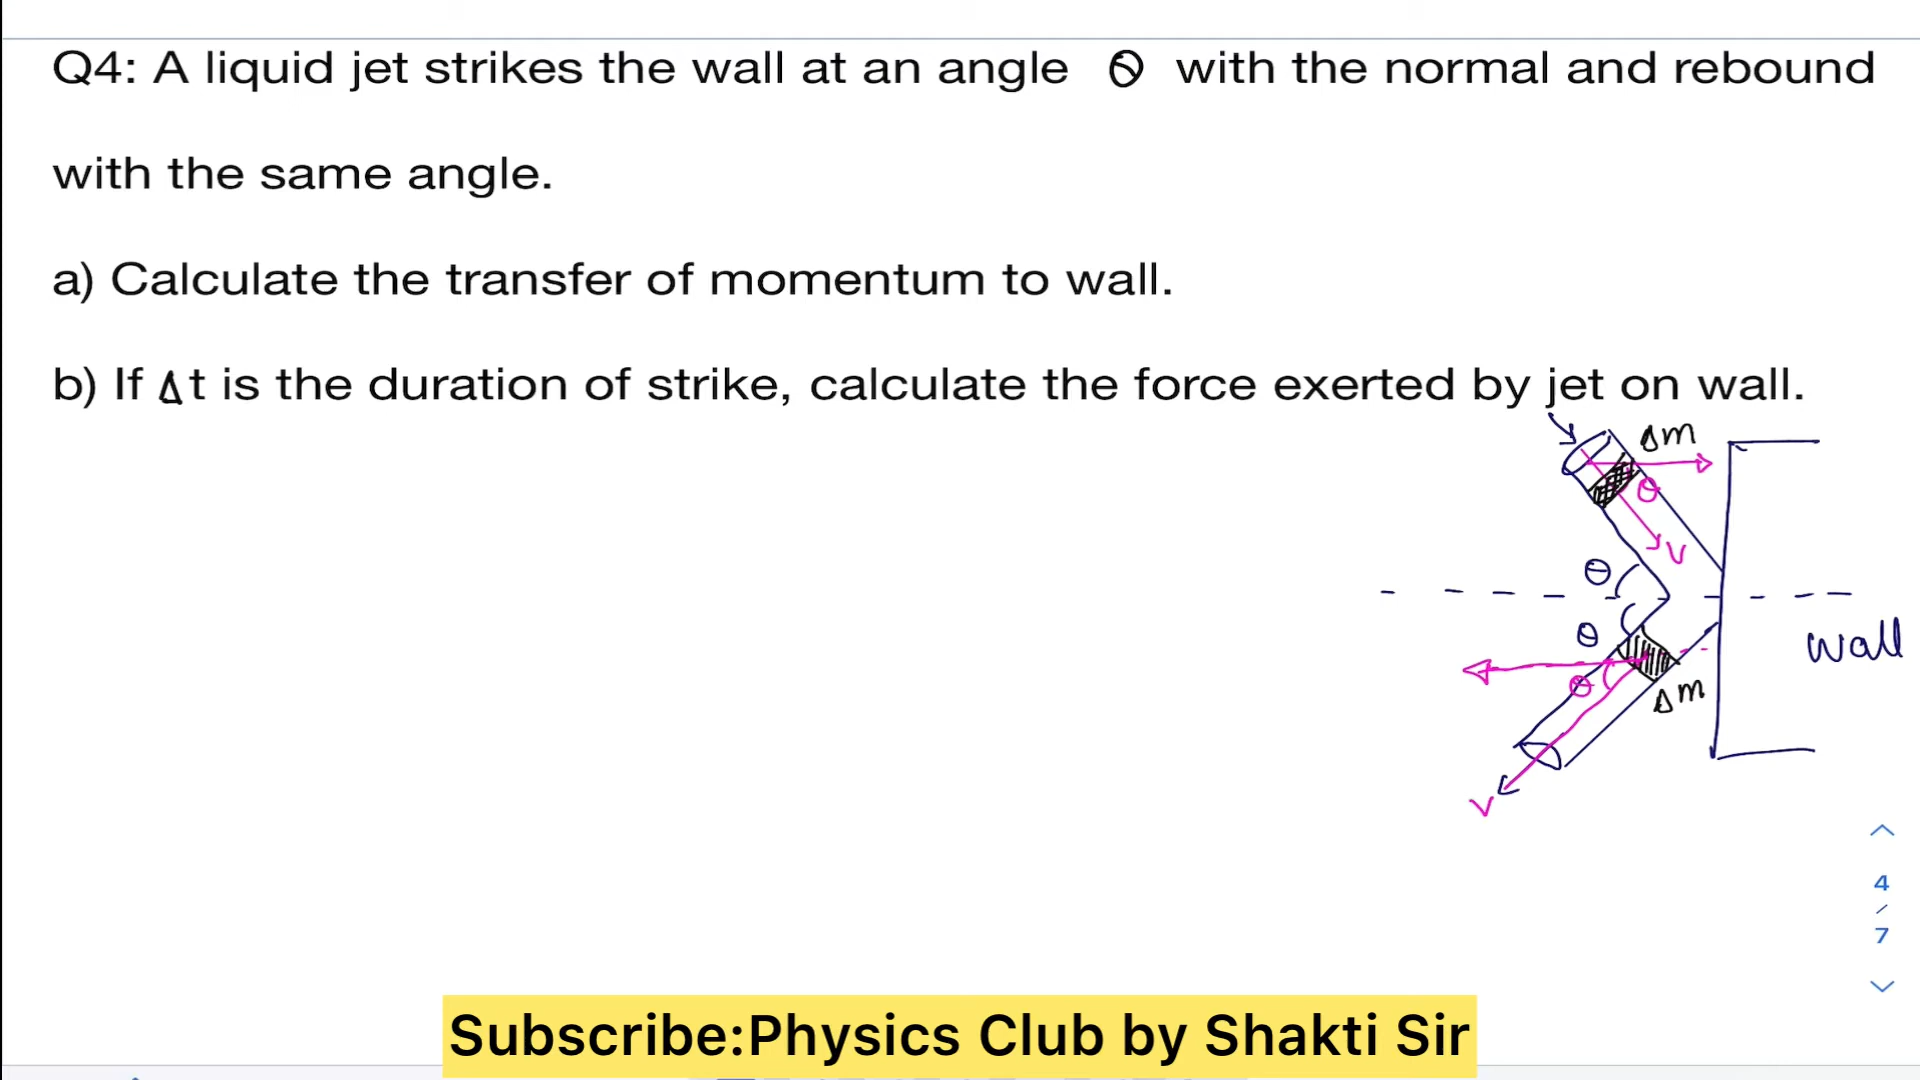 Q4: A liquid jet strikes the wall at an angle θ with the normal and rebound
with the same angle.
a) Calculate the transfer of momentum to wall.
b) If Δt is the duration of strike, calculate the force exerted by jet on wall.
Δm
θ
v
θ
θ
wall
θ
Δm
v
4
/
7
Subscribe:Physics Club by Shakti Sir